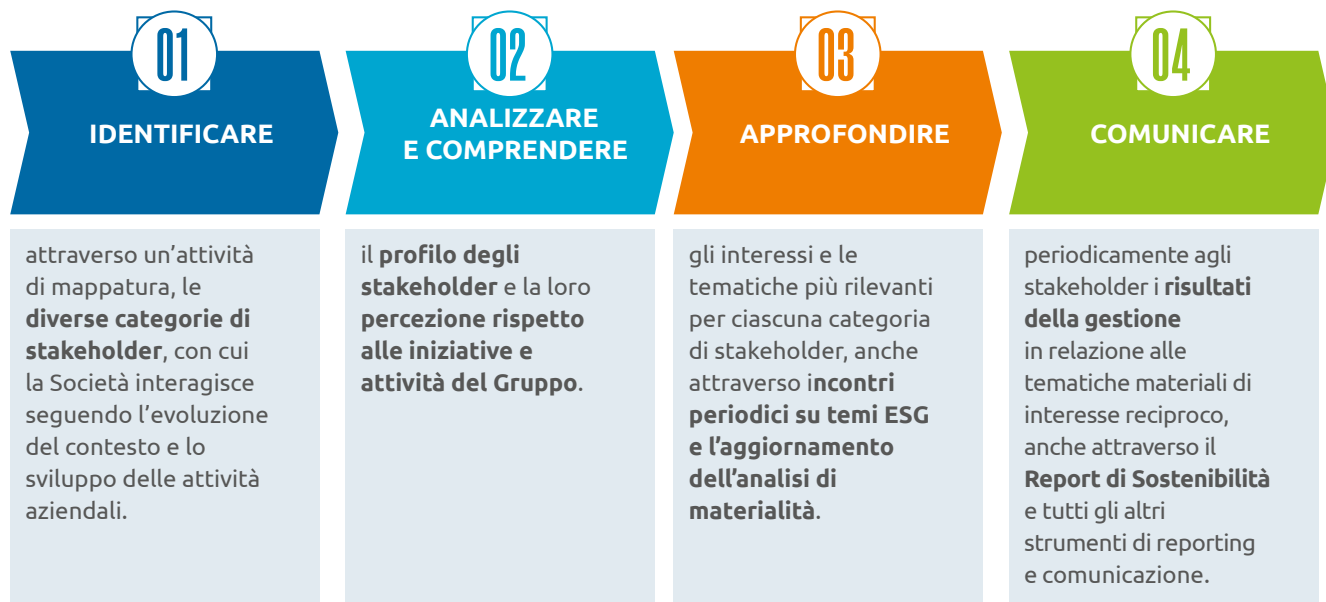 01
IDENTIFICARE
attraverso un’attività
di mappatura, le
diverse categorie di
stakeholder, con cui
la Società interagisce
seguendo l’evoluzione
del contesto e lo
sviluppo delle attività
aziendali.
02
ANALIZZARE
E COMPRENDERE
il profilo degli
stakeholder e la loro
percezione rispetto
alle iniziative e
attività del Gruppo.
03
APPROFONDIRE
gli interessi e le
tematiche più rilevanti
per ciascuna categoria
di stakeholder, anche
attraverso incontri
periodici su temi ESG
e l’aggiornamento
dell’analisi di
materialità.
04
COMUNICARE
periodicamente agli
stakeholder i risultati
della gestione
in relazione alle
tematiche materiali di
interesse reciproco,
anche attraverso il
Report di Sostenibilità
e tutti gli altri
strumenti di reporting
e comunicazione.